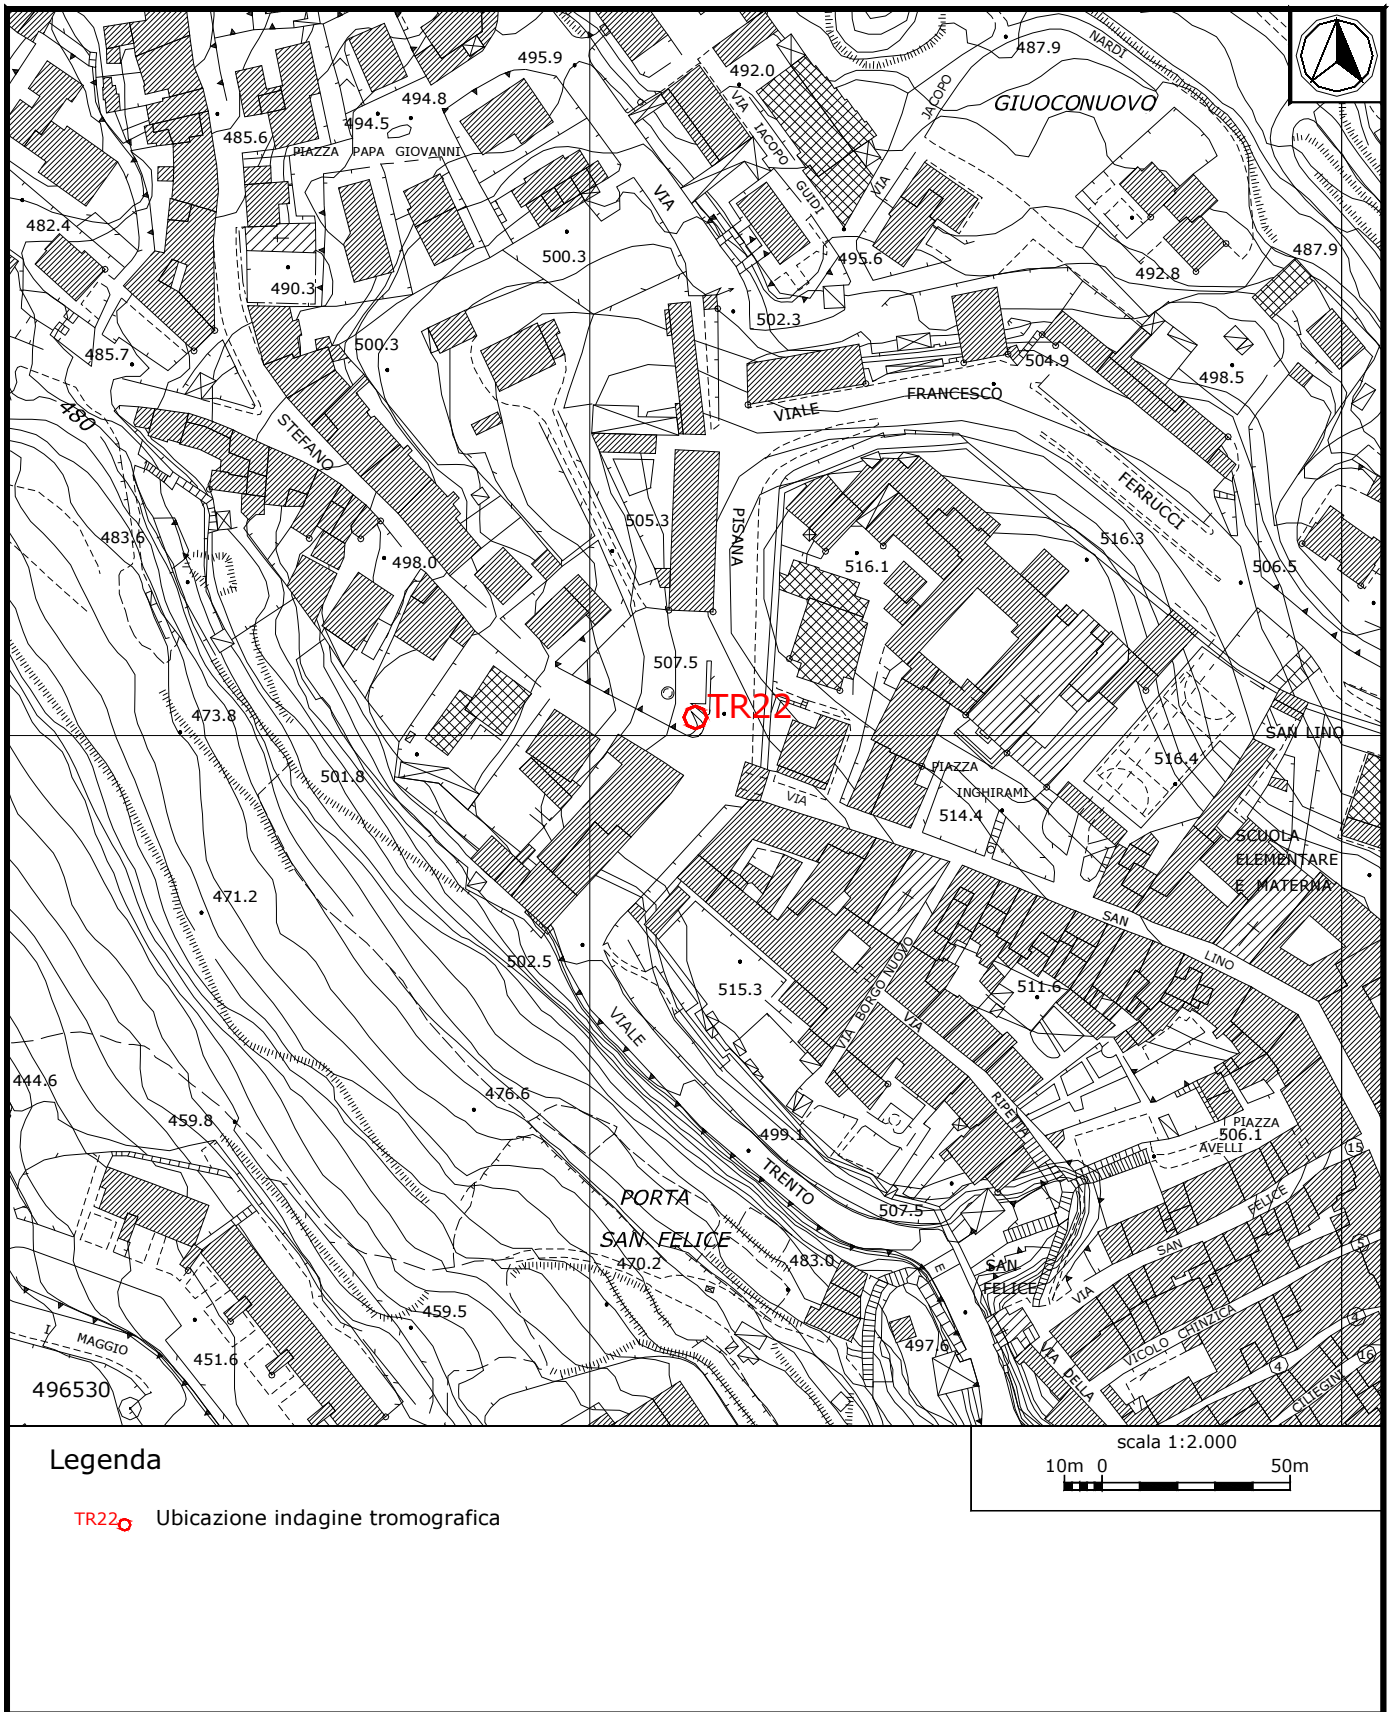 487.9
NARDI
495.9
492.0
GIUOCONUOVO
JACOPO
494.8
494.5
VIA IACOPO GUIDI
485.6
PIAZZA PAPA GIOVANNI
VIA
VIA
482.4
500.3
495.6
487.9
492.8
490.3
502.3
500.3
485.7
504.9
498.5
FRANCESCO
VIALE
480
STEFANO
FERRUCCI
505.3
PISANA
483.6
516.3
498.0
516.1
506.5
507.5
TR22
473.8
SAN LINO
516.4
PIAZZA
501.8
INGHIRAMI
VIA
514.4
SCUOLA
ELEMENTARE
E MATERNA
471.2
SAN
LINO
502.5
VIA BORGO NUOVO
515.3
511.6
VIALE
VIA
444.6
476.6
RIPETTA
459.8
PIAZZA
499.1
506.1
AVELLI
15
TRENTO
PORTA
FELICE
507.5
SAN FELICE
SAN
5
470.2
483.0
E
SAN
FELICE
VIA
459.5
VICOLO CHINZICA
4
I MAGGIO
497.6
451.6
VIA DELLA
16
4
496530
Legenda
scala 1:2.000
10m 0 50m
TR22 Ubicazione indagine tromografica